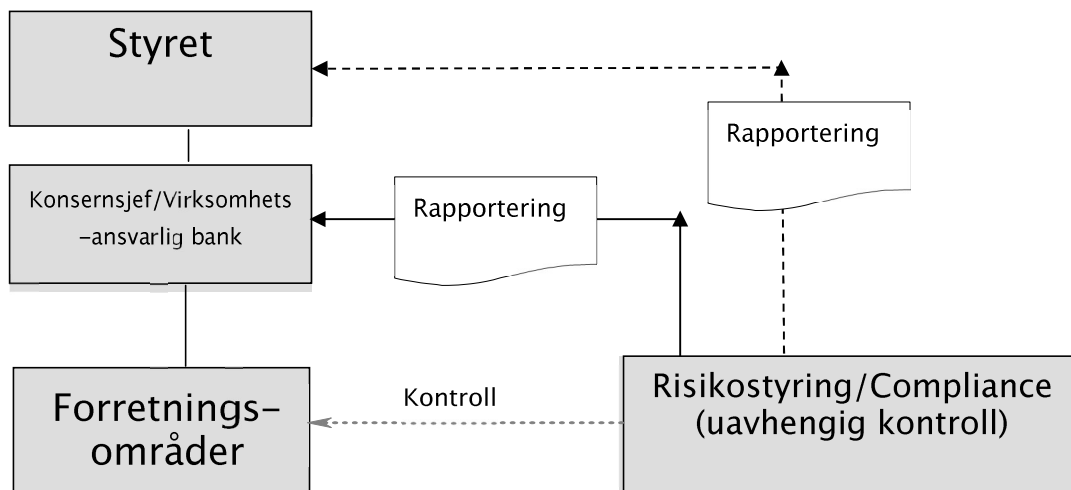 Styret
Rapportering
Konsernsjef/Virksomhets
-ansvarlig bank
Rapportering
Forretnings-
områder
Kontroll
Risikostyring/Compliance
(uavhengig kontroll)